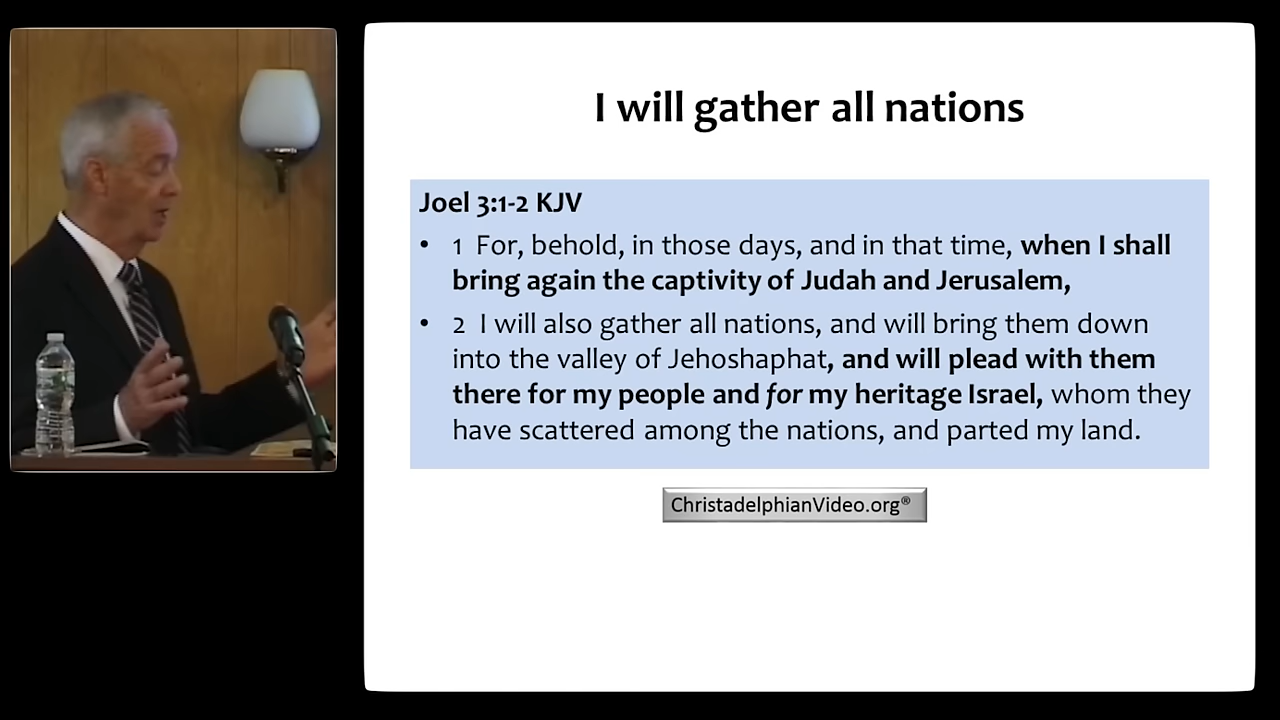 I will gather all nations
Joel 3:1-2 KJV
• 1 For, behold, in those days, and in that time, when I shall
bring again the captivity of Judah and Jerusalem,
• 2 I will also gather all nations, and will bring them down
into the valley of Jehoshaphat, and will plead with them
there for my people and for my heritage Israel, whom they
have scattered among the nations, and parted my land.
ChristadelphianVideo.org®